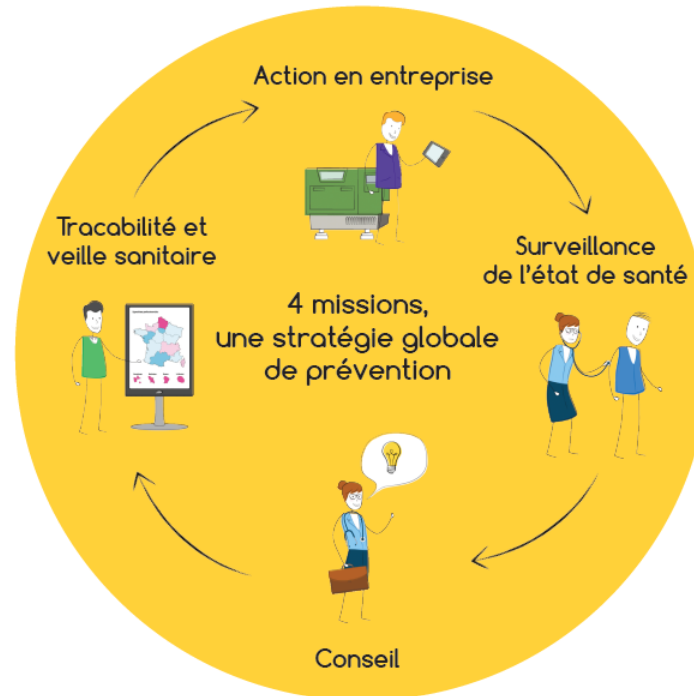 Action en entreprise
Tracabilité et
veille sanitaire
Surveillance
de l'état de santé
4 missions,
une stratégie globale
de prévention
Conseil